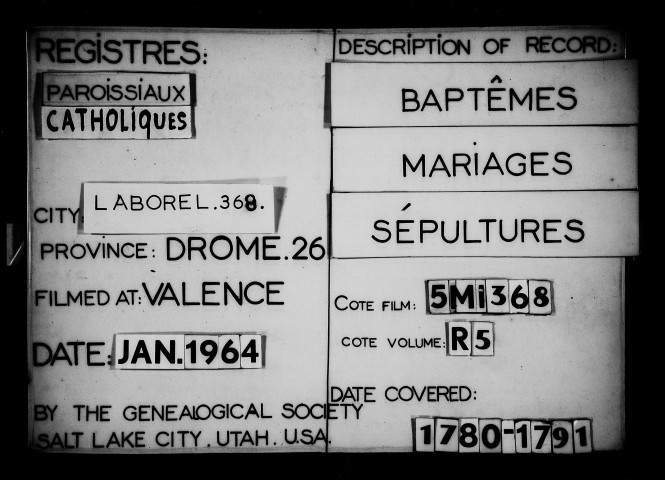 REGISTRES:
PAROISSIAUX
CATHOLIQUES
CITY: LABOREL.368.
PROVINCE: DROME.26
FILMED AT: VALENCE
DATE: JAN.1964
BY THE GENEALOGICAL SOCIETY
SALT LAKE CITY, UTAH. U.S.A.
DESCRIPTION OF RECORD:
BAPTÊMES
MARIAGES
SÉPULTURES
COTE FILM: 5Mi368
COTE VOLUME: R5
DATE COVERED:
1780-1791